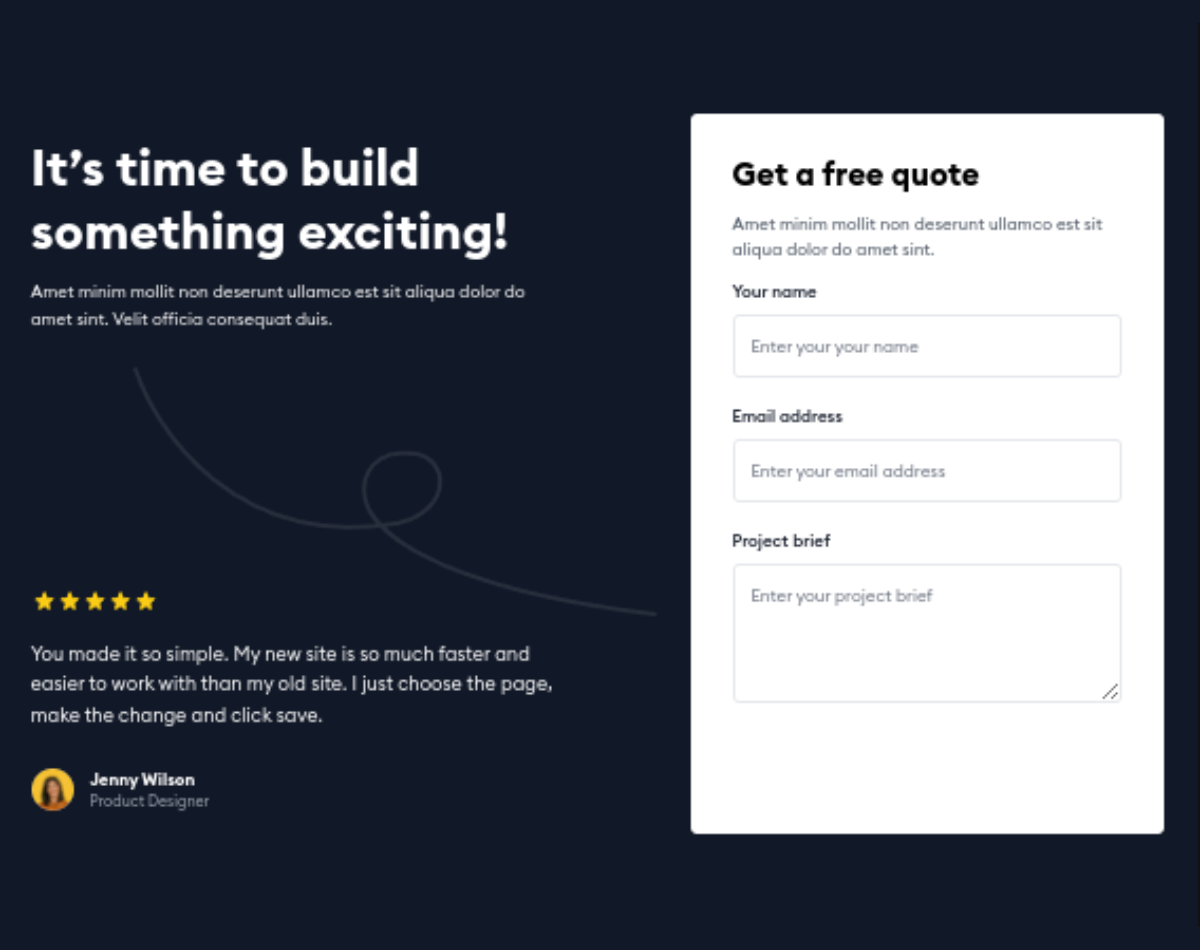 It's time to build
something exciting!
Amet minim mollit non deserunt ullamco est sit aliqua dolor do
amet sint. Velit officia consequat duis.
You made it so simple. My new site is so much faster and
easier to work with than my old site. I just choose the page,
make the change and click save.
Jenny Wilson
Product Designer
Get a free quote
Amet minim mollit non deserunt ullamco est sit
aliqua dolor do amet sint.
Your name
Enter your your name
Email address
Enter your email address
Project brief
Enter your project brief